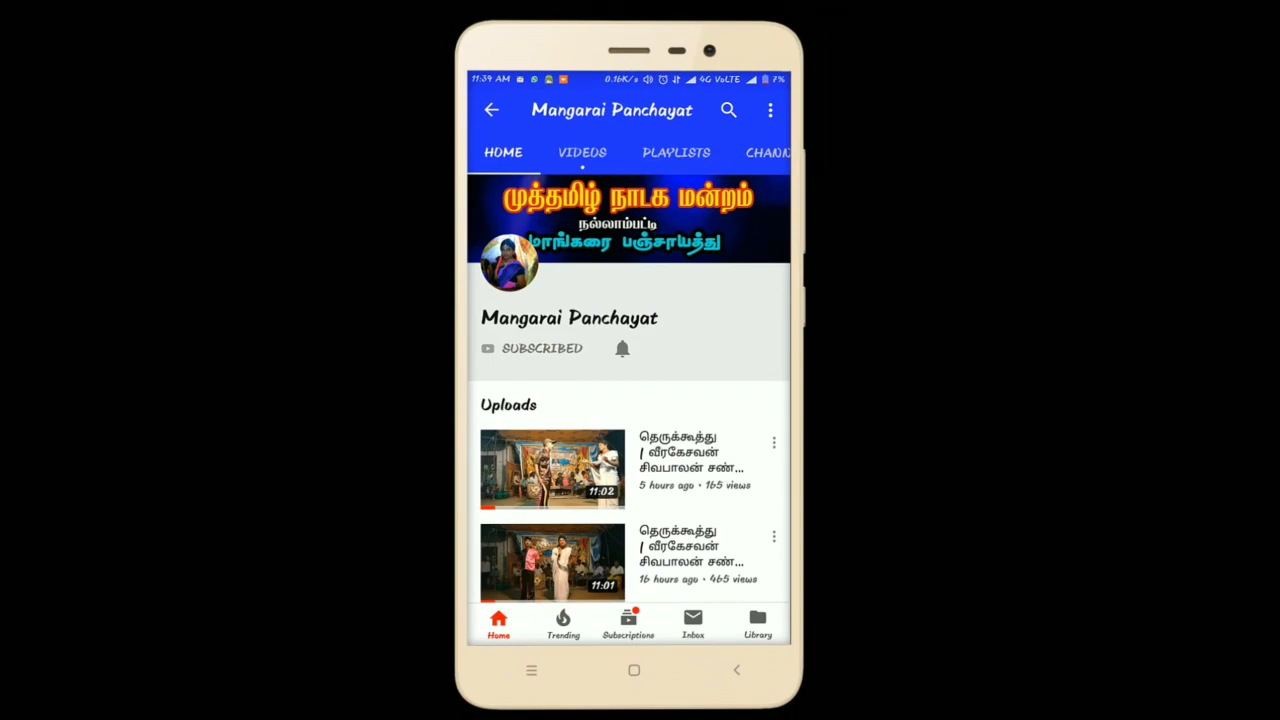 11:39 AM 0.16K/s 4G VoLTE 7%
Mangarai Panchayat
HOME VIDEOS PLAYLISTS CHANN
முத்தமிழ் நாடக மன்றம்
நல்லாம்பட்டி
மாங்கரை பஞ்சாயத்து
Mangarai Panchayat
SUBSCRIBED
Uploads
தெருக்கூத்து
| வீரகேசவன்
சிவபாலன் சண்...
5 hours ago • 165 views
11:02
தெருக்கூத்து
| வீரகேசவன்
சிவபாலன் சண்...
16 hours ago • 465 views
11:01
Home Trending Subscriptions Inbox Library